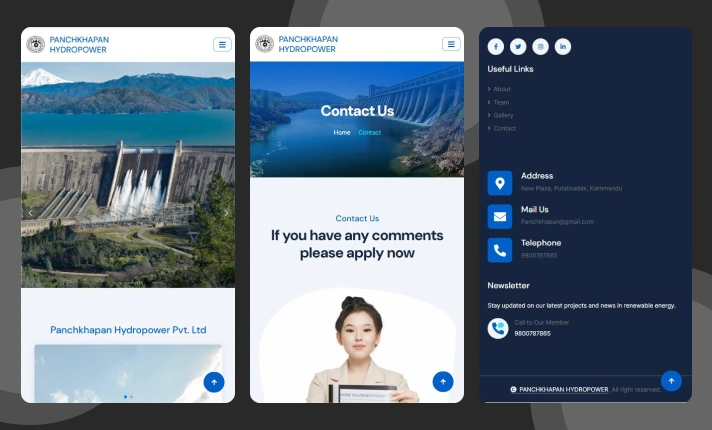 PANCHKHAPAN
HYDROPOWER
Panchkhapan Hydropower Pvt. Ltd
PANCHKHAPAN
HYDROPOWER
Contact Us
Home
Contact
Contact Us
If you have any comments
please apply now
Useful Links
About
Team
Gallery
Contact
Address
New Plaza, Putalisadak, Kathmandu
Mail Us
Panchkhapan@gmail.com
Telephone
9800787865
Newsletter
Stay updated on our latest projects and news in renewable energy.
Call to Our Member
9800787865
PANCHKHAPAN HYDROPOWER, All right reserved.